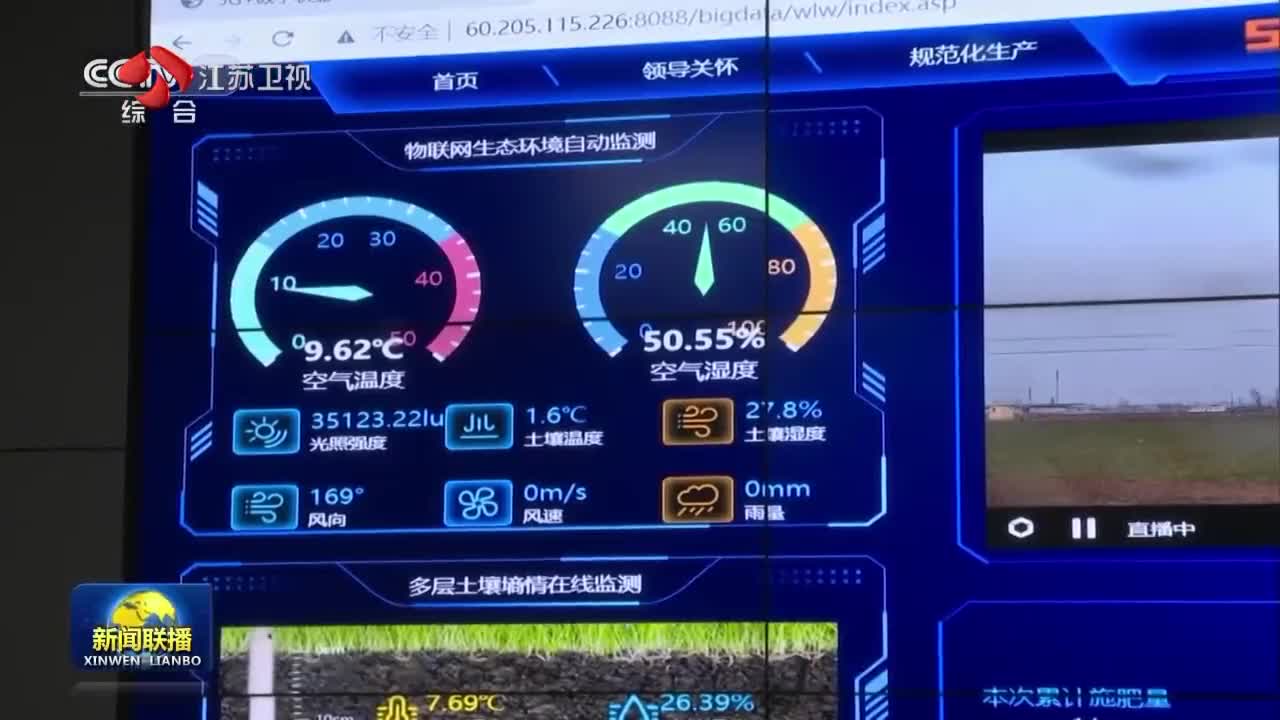 不安全 | 60.205.115.226:8088/bigdata/wlw/index.asp
CCTV 江苏卫视
综合
首页
领导关怀
规范化生产
物联网生态环境自动监测
0 10 20 30 40 50
9.62℃
空气温度
0 20 40 60 80 100
50.55%
空气湿度
35123.22lu
光照强度
1.6℃
土壤温度
27.8%
土壤湿度
169°
风向
0m/s
风速
0mm
雨量
直播中
多层土壤墒情在线监测
10cm
7.69℃
26.39%
本次累计施肥量
新闻联播
XINWEN LIANBO